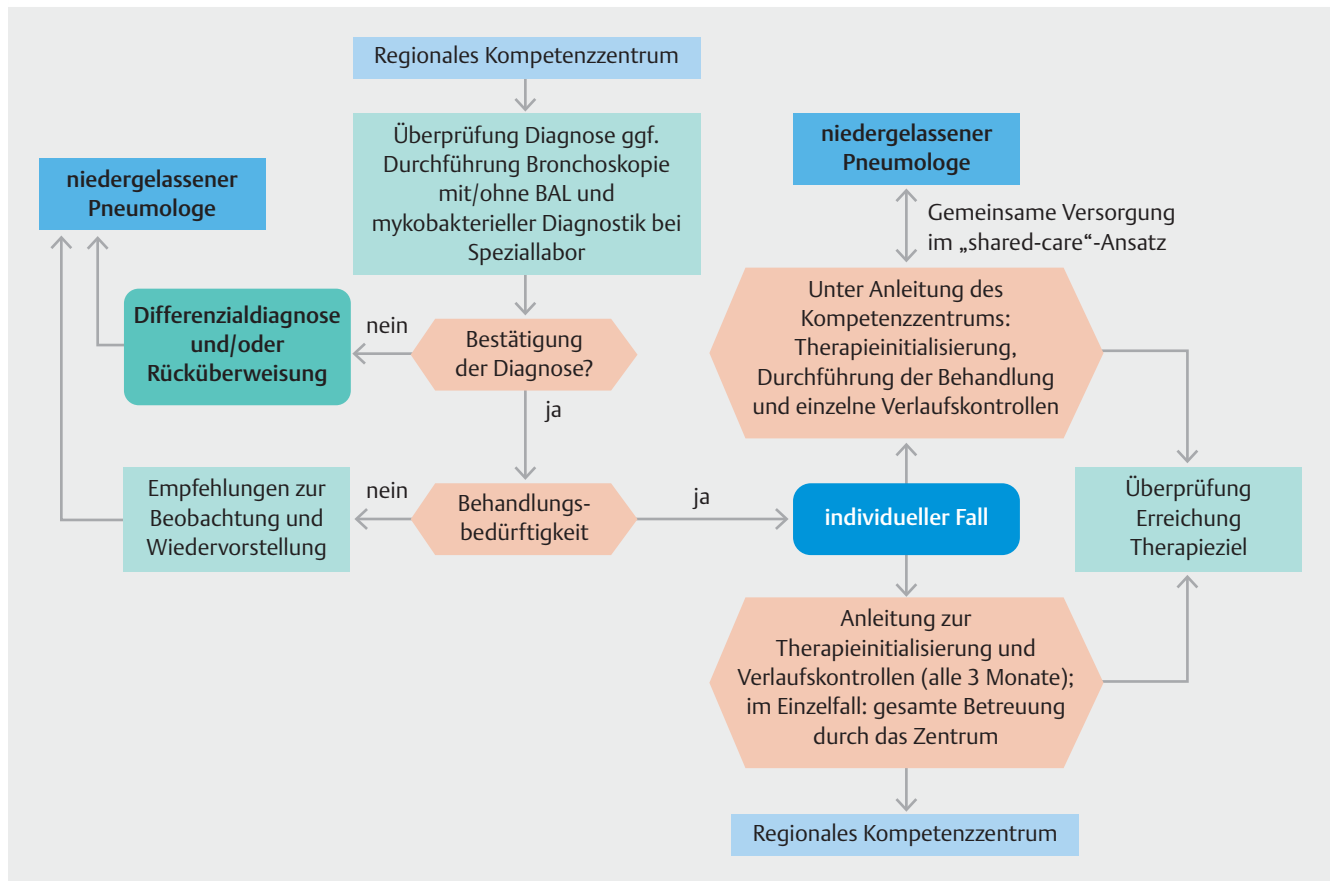 Regionales Kompetenzzentrum
Überprüfung Diagnose ggf.
Durchführung Bronchoskopie
mit/ohne BAL und
mykobakterieller Diagnostik bei
Speziallabor
niedergelassener
Pneumologe
Differenzialdiagnose
und/oder
Rücküberweisung
nein
Bestätigung
der Diagnose?
ja
Empfehlungen zur
Beobachtung und
Wiedervorstellung
nein
Behandlungs-
bedürftigkeit
ja
individueller Fall
niedergelassener
Pneumologe
Gemeinsame Versorgung
im „shared-care“-Ansatz
Unter Anleitung des
Kompetenzzentrums:
Therapieinitialisierung,
Durchführung der Behandlung
und einzelne Verlaufskontrollen
Überprüfung
Erreichung
Therapieziel
Anleitung zur
Therapieinitialisierung und
Verlaufskontrollen (alle 3 Monate);
im Einzelfall: gesamte Betreuung
durch das Zentrum
Regionales Kompetenzzentrum